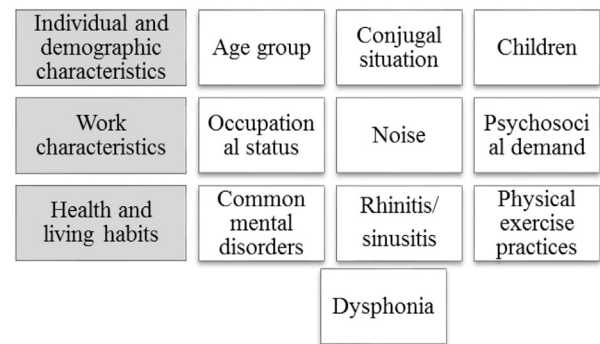 Individual and
demographic
characteristics
Age group
Conjugal
situation
Children
Work
characteristics
Occupation
al status
Noise
Psychosoci
al demand
Health and
living habits
Common
mental
disorders
Rhinitis/
sinusitis
Physical
exercise
practices
Dysphonia